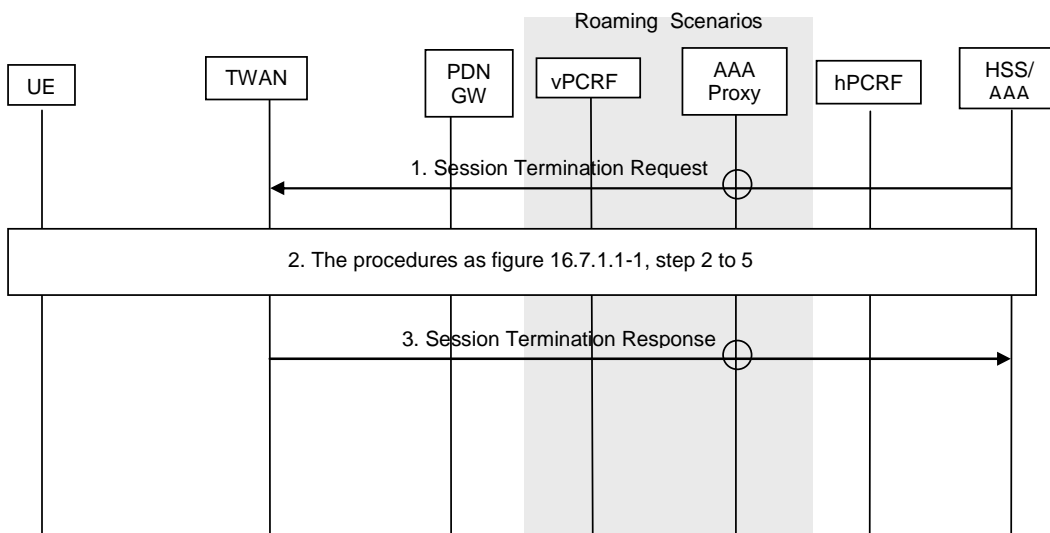 Roaming Scenarios
UE
TWAN
PDN
GW
vPCRF
AAA
Proxy
hPCRF
HSS/
AAA
1. Session Termination Request
2. The procedures as figure 16.7.1.1-1, step 2 to 5
3. Session Termination Response